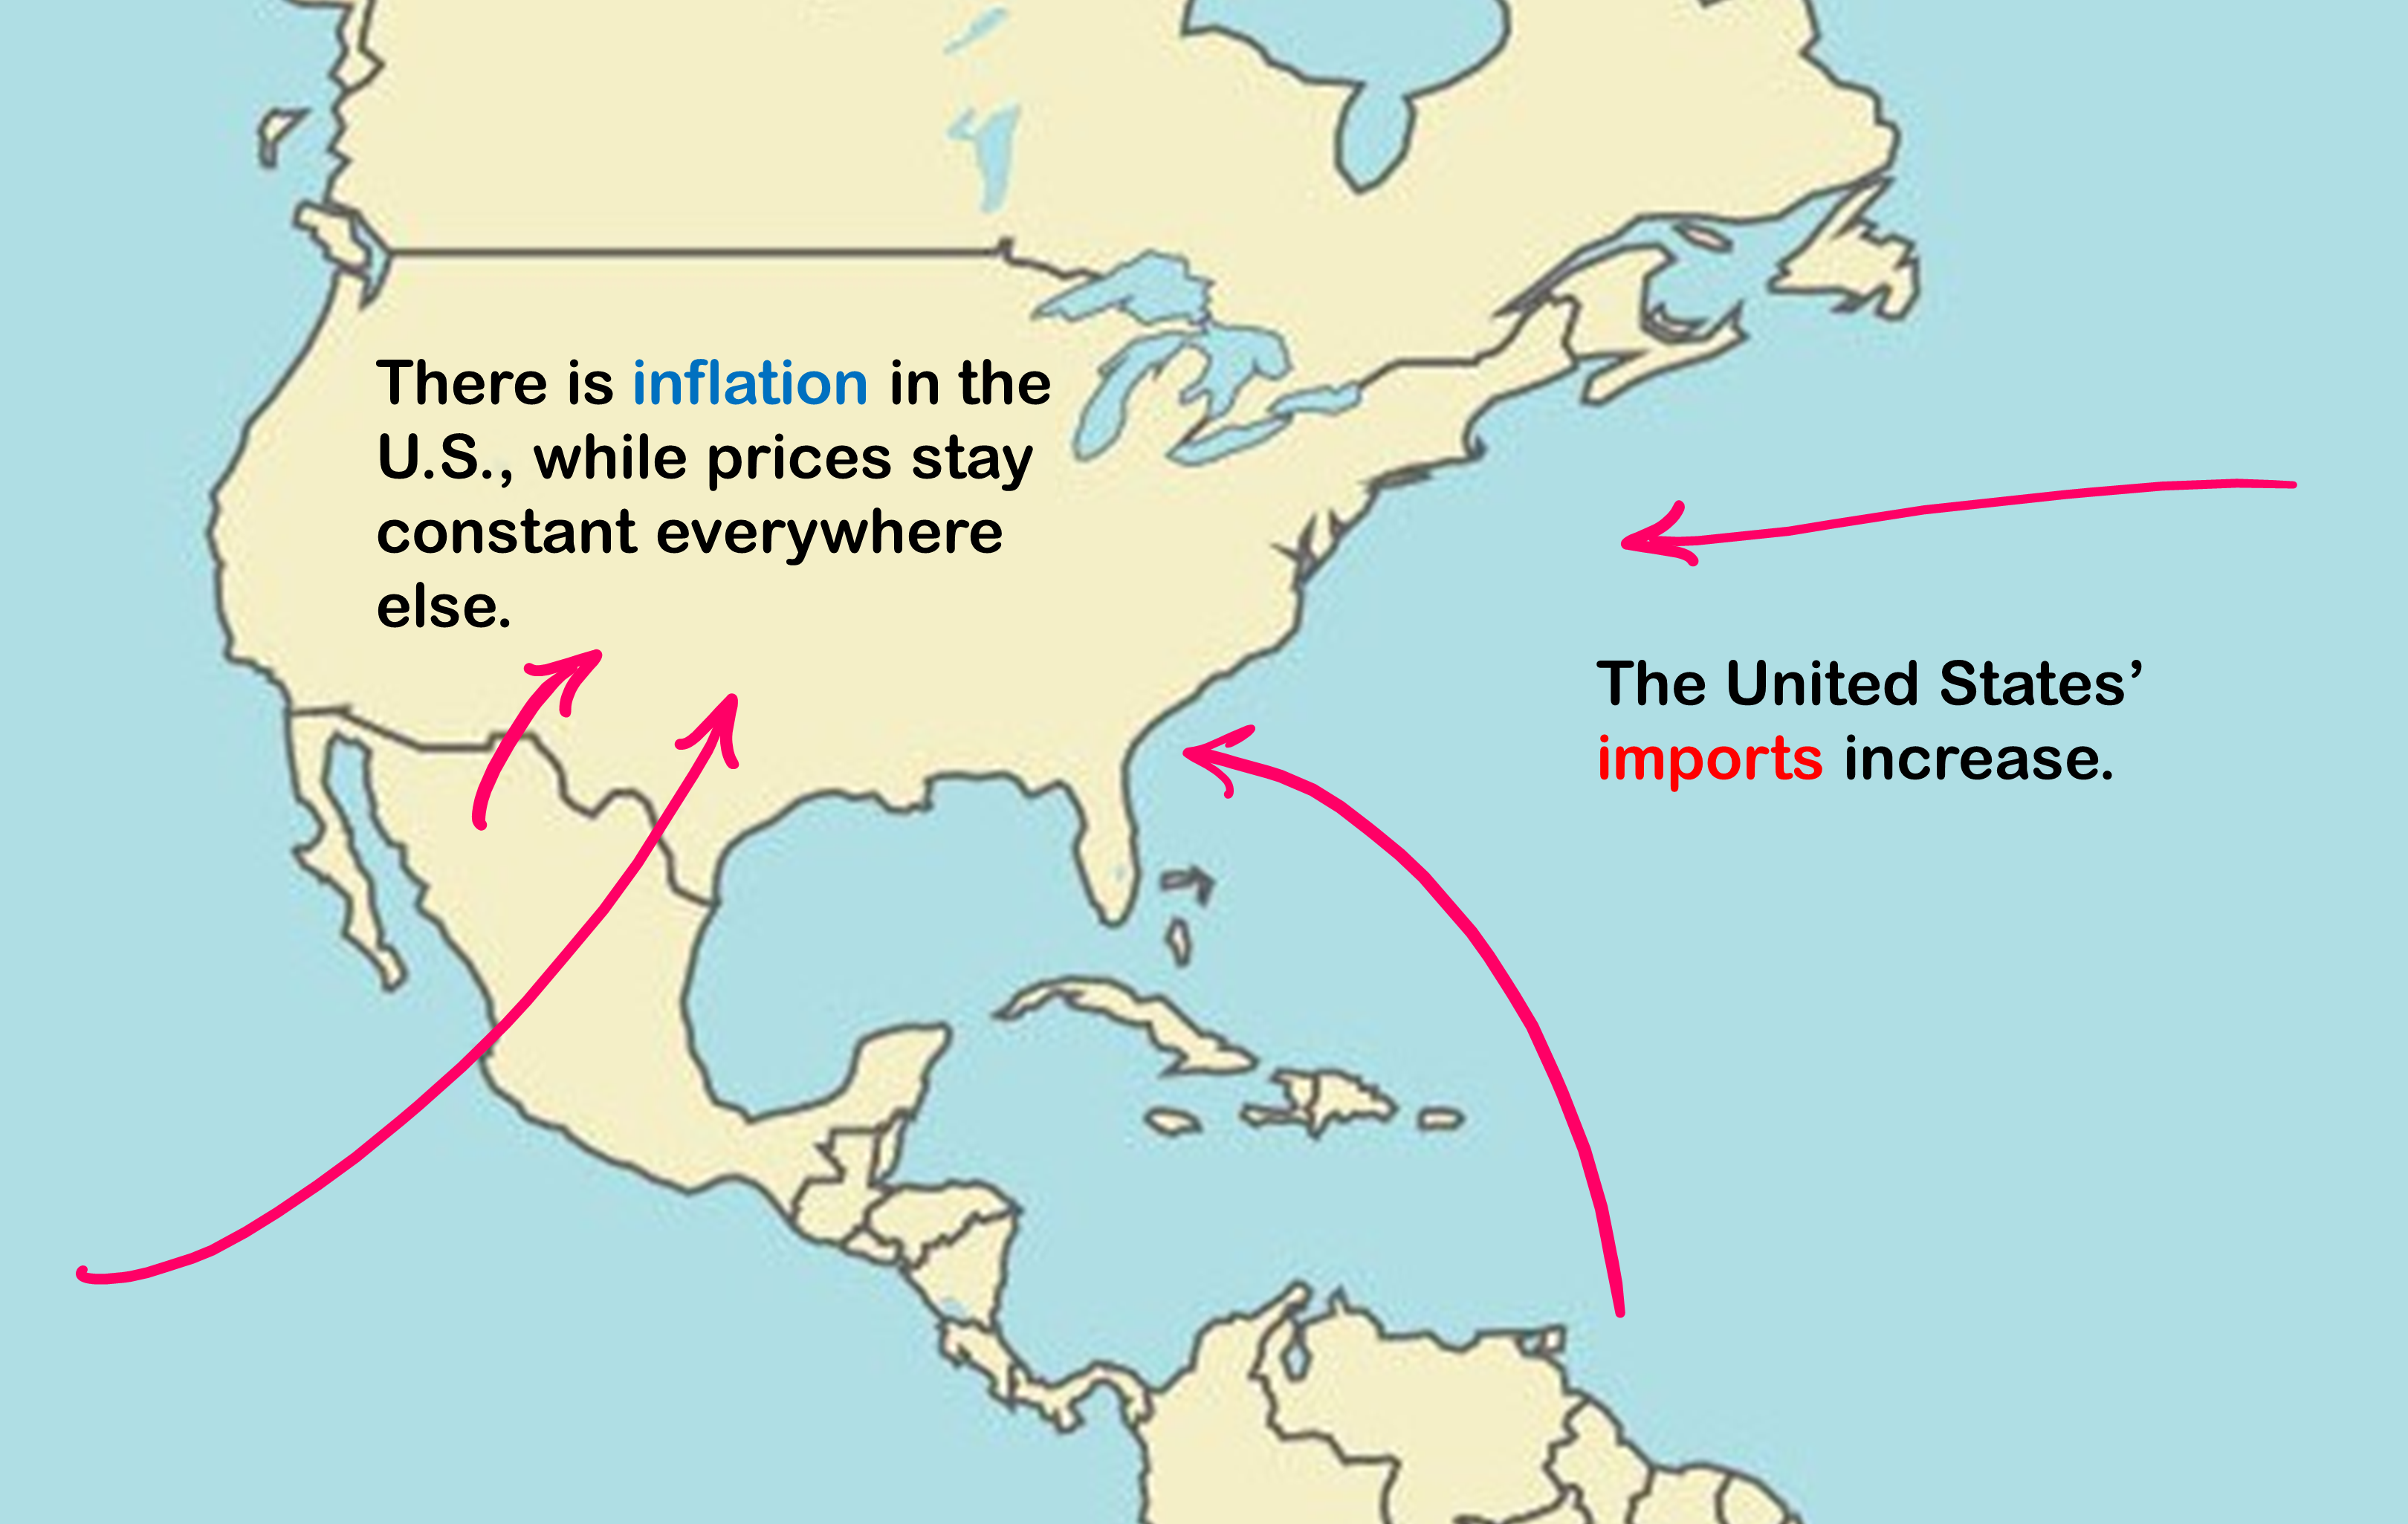 There is inflation in the
U.S., while prices stay
constant everywhere
else.
The United States’
imports increase.